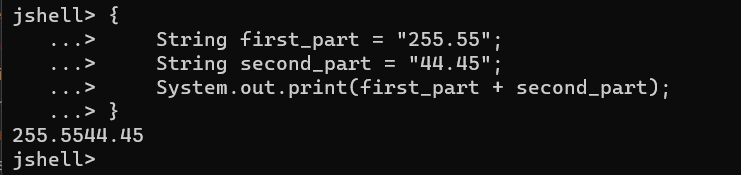 jshell> {
   ...>     String first_part = "255.55";
   ...>     String second_part = "44.45";
   ...>     System.out.print(first_part + second_part);
   ...> }
255.5544.45
jshell>